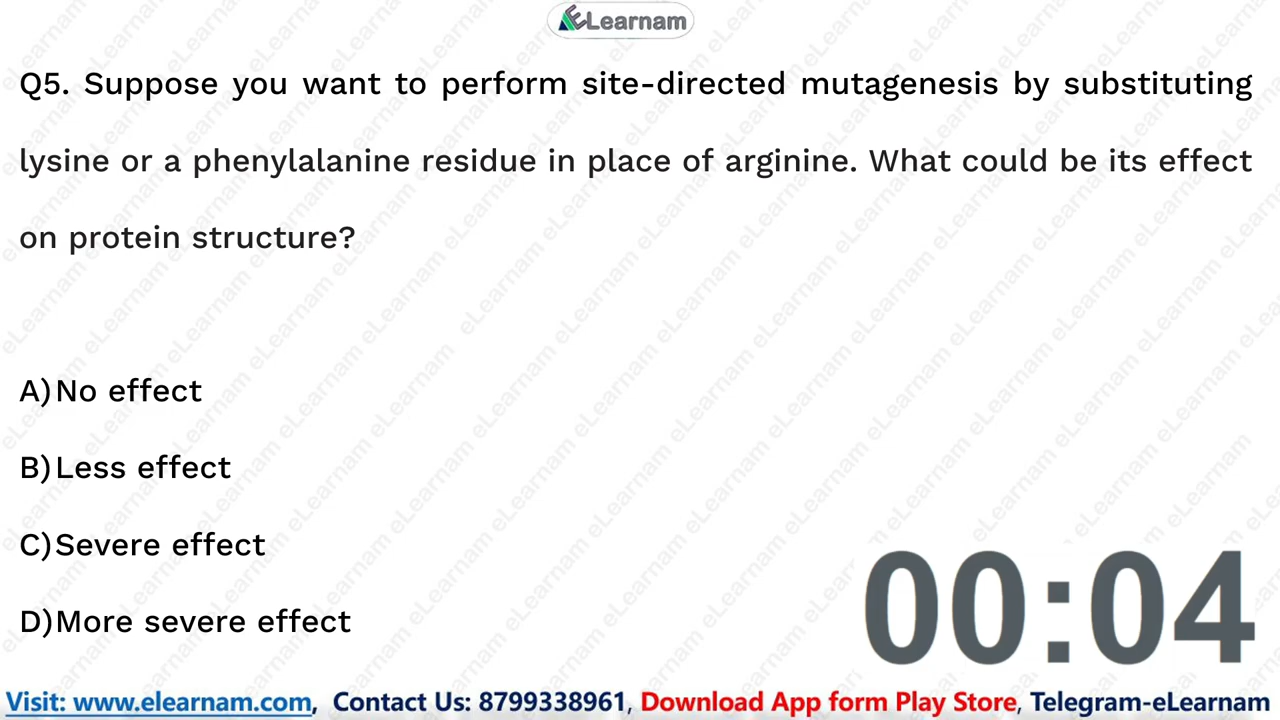 eLearnam
Q5. Suppose you want to perform site-directed mutagenesis by substituting
lysine or a phenylalanine residue in place of arginine. What could be its effect
on protein structure?
A)No effect
B)Less effect
C)Severe effect
D)More severe effect
00:04
Visit: www.elearnam.com, Contact Us: 8799338961, Download App form Play Store, Telegram-eLearnam